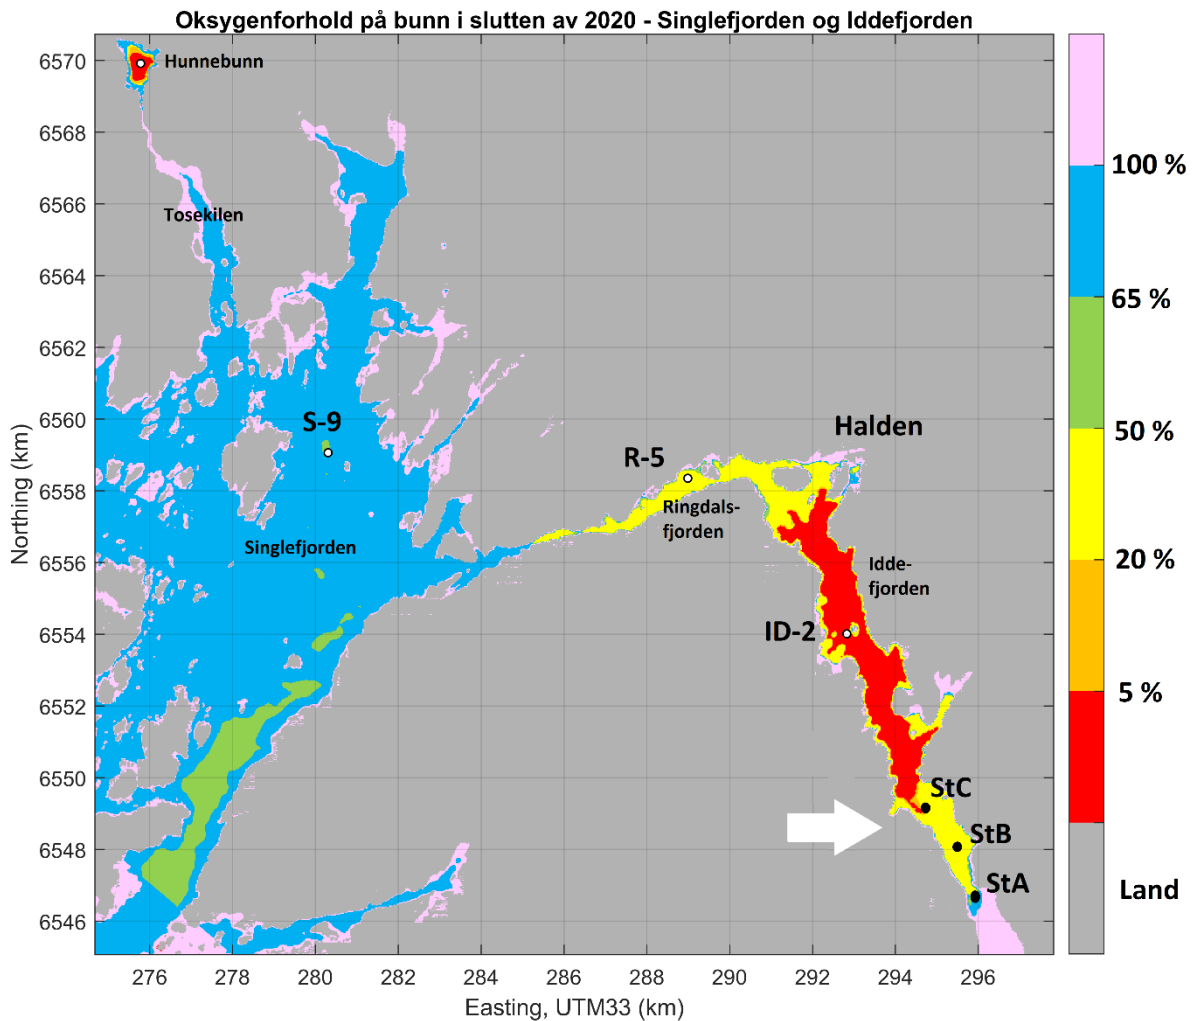 Oksygenforhold på bunn i slutten av 2020 - Singlefjorden og Iddefjorden
6570
Hunnebunn
6568
100 %
6566
Tosekilen
6564
65 %
6562
6560
S-9
Halden
50 %
R-5
6558
Ringdals-
fjorden
Singlefjorden
6556
Idde-
fjorden
20 %
6554
ID-2
6552
5 %
6550
StC
StB
6548
StA
Land
6546
Northing (km)
276 278 280 282 284 286 288 290 292 294 296
Easting, UTM33 (km)